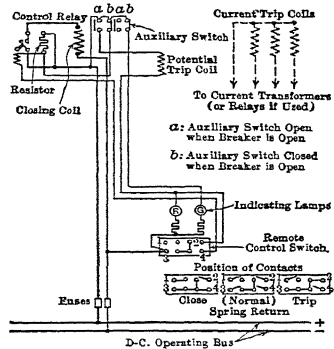 Control Relay
a b a b
Auxiliary Switch
Current Trip Coils
Potential
Trip Coil
Closing Coil
Resistor
To Current Transformers
(or Relays if Used)
a: Auxiliary Switch Open
when Breaker is Open
b: Auxiliary Switch Closed
when Breaker is Open
R G
Indicating Lamps
Remote
Control Switch
Position of Contacts
Close (Normal) Trip
Spring Return
Fuses
+
−
D-C. Operating Bus